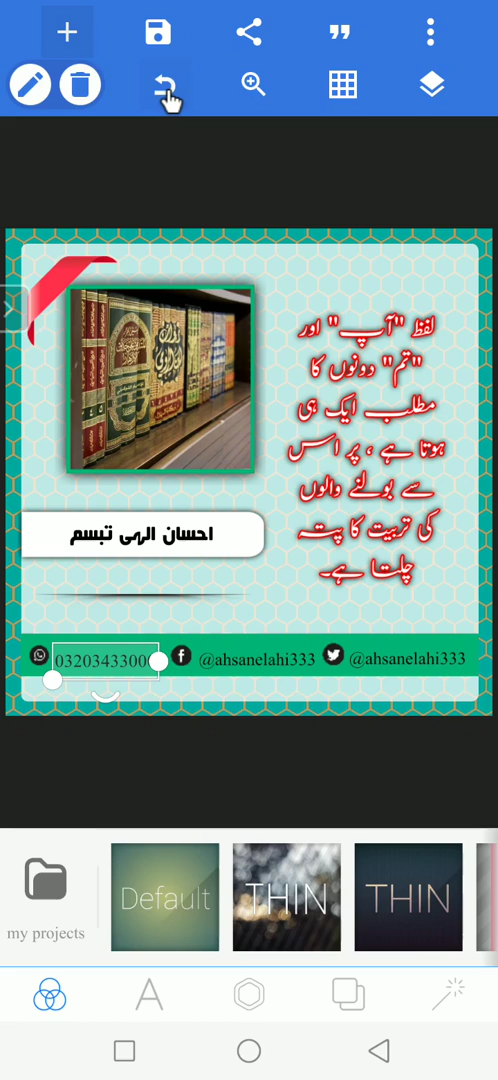 لفظ "آپ" اور
"تم" دونوں کا
مطلب ایک ہی
ہوتا ہے ، پر اس
سے بولنے والوں
کی تربیت کا پتہ
چلتا ہے۔
احسان الہی تبسم
@ahsanelahi333 @ahsanelahi333
my projects
Default
THIN
THIN